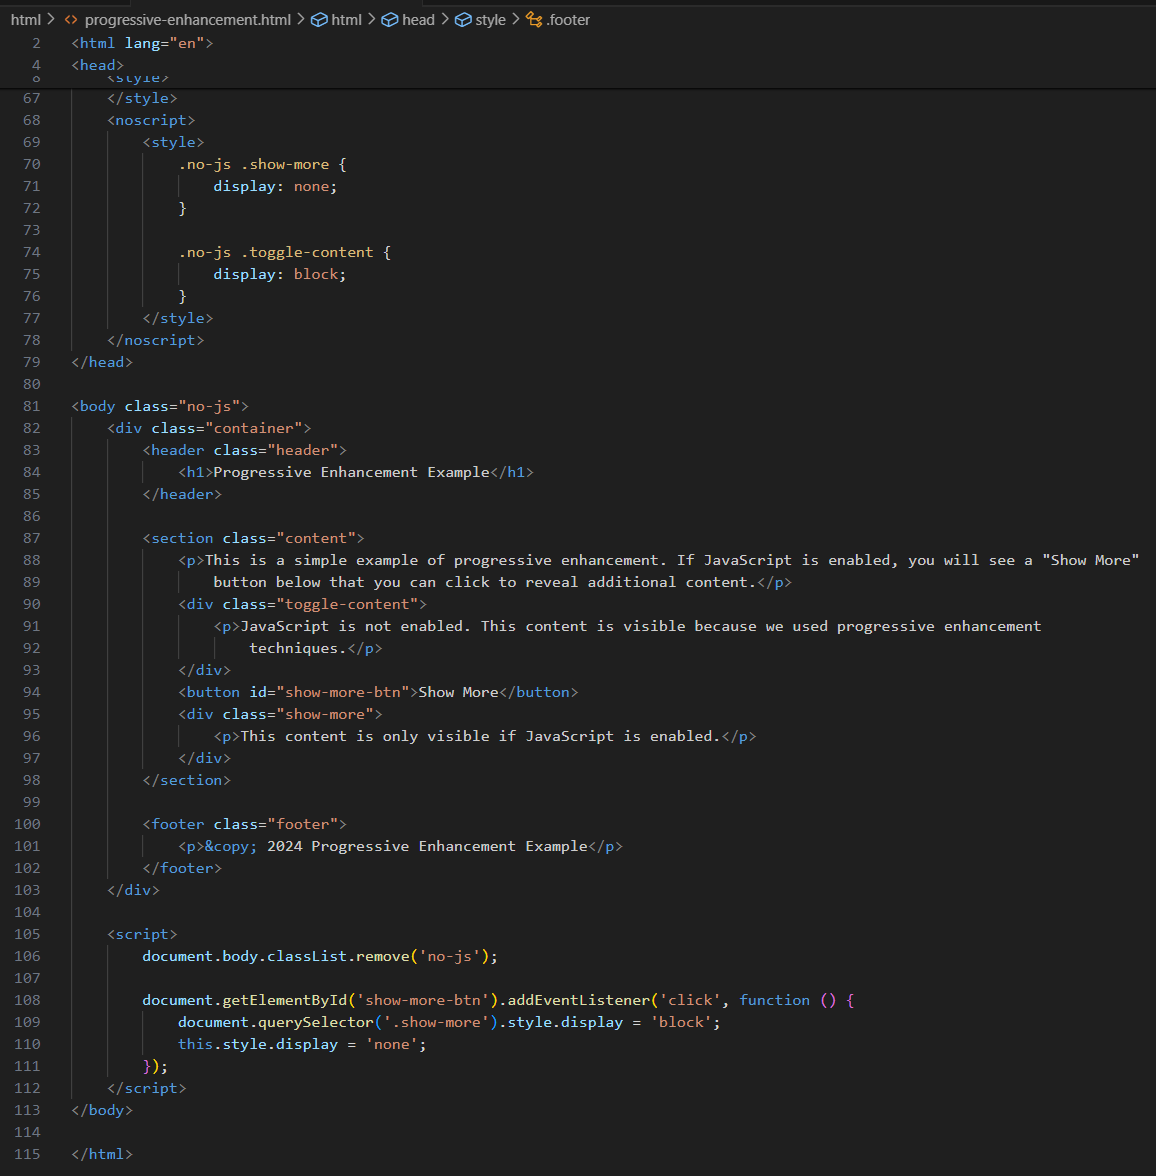 html > <> progressive-enhancement.html > html > head > style > .footer
2 <html lang="en">
4 <head>
8 <style>
67 </style>
68 <noscript>
69 <style>
70 .no-js .show-more {
71 display: none;
72 }
73
74 .no-js .toggle-content {
75 display: block;
76 }
77 </style>
78 </noscript>
79 </head>
80
81 <body class="no-js">
82 <div class="container">
83 <header class="header">
84 <h1>Progressive Enhancement Example</h1>
85 </header>
86
87 <section class="content">
88 <p>This is a simple example of progressive enhancement. If JavaScript is enabled, you will see a "Show More"
89 button below that you can click to reveal additional content.</p>
90 <div class="toggle-content">
91 <p>JavaScript is not enabled. This content is visible because we used progressive enhancement
92 techniques.</p>
93 </div>
94 <button id="show-more-btn">Show More</button>
95 <div class="show-more">
96 <p>This content is only visible if JavaScript is enabled.</p>
97 </div>
98 </section>
99
100 <footer class="footer">
101 <p>&copy; 2024 Progressive Enhancement Example</p>
102 </footer>
103 </div>
104
105 <script>
106 document.body.classList.remove('no-js');
107
108 document.getElementById('show-more-btn').addEventListener('click', function () {
109 document.querySelector('.show-more').style.display = 'block';
110 this.style.display = 'none';
111 });
112 </script>
113 </body>
114
115 </html>